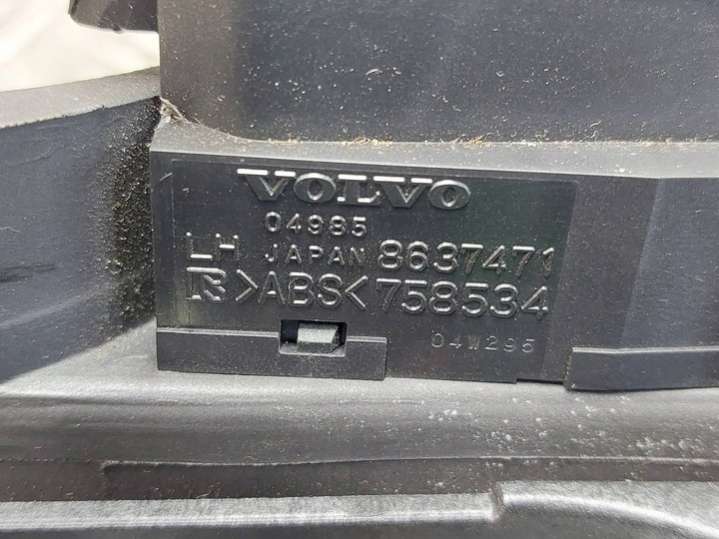 VOLVO
04985
LH JAPAN 8637471
R >ABS< 758534
04W295